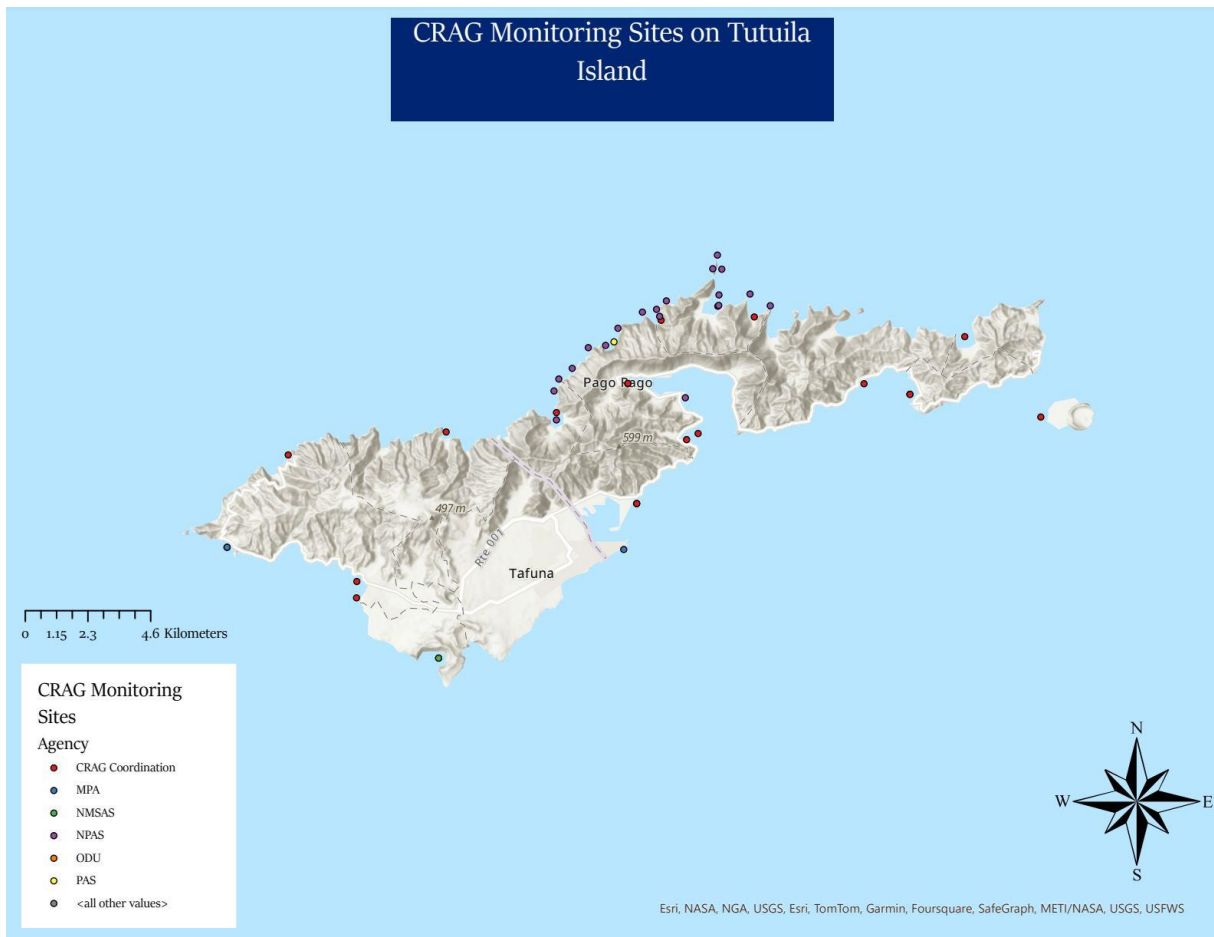 CRAG Monitoring Sites on Tutuila
Island
Pago Pago
599 m
497 m
Rte 001
Tafuna
0 1.15 2.3 4.6 Kilometers
CRAG Monitoring
Sites
Agency
CRAG Coordination
MPA
NMSAS
NPAS
ODU
PAS
<all other values>
N
W E
S
Esri, NASA, NGA, USGS, Esri, TomTom, Garmin, Foursquare, SafeGraph, METI/NASA, USGS, USFWS